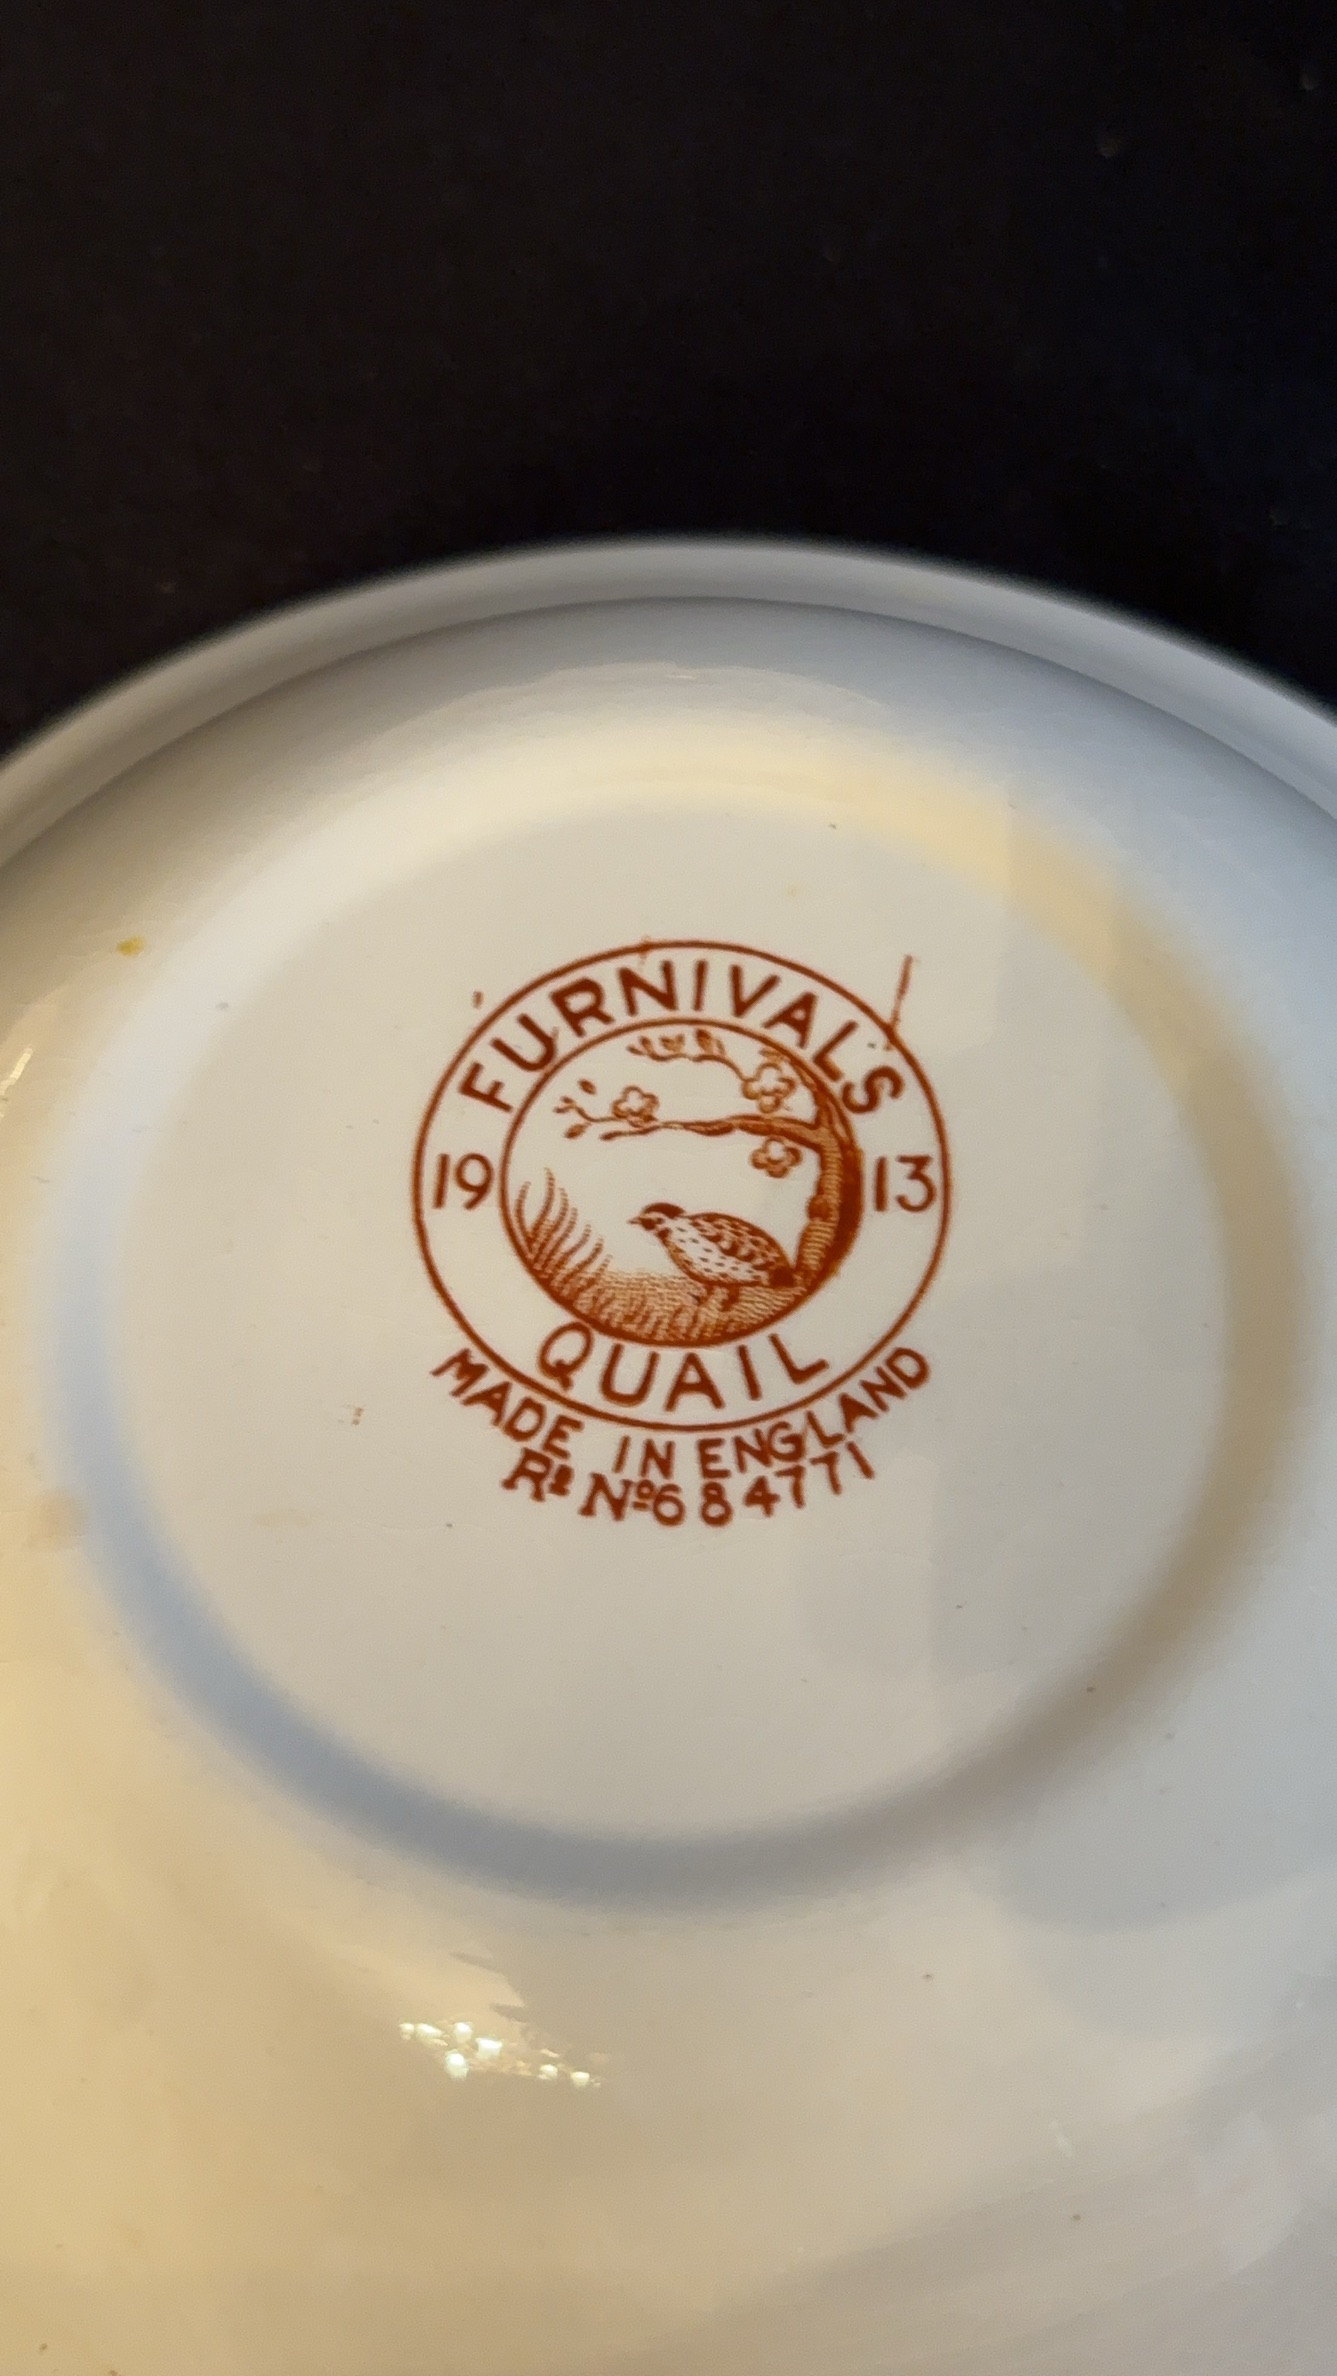 FURNIVALS
19 13
QUAIL
MADE IN ENGLAND
Rd No 684771